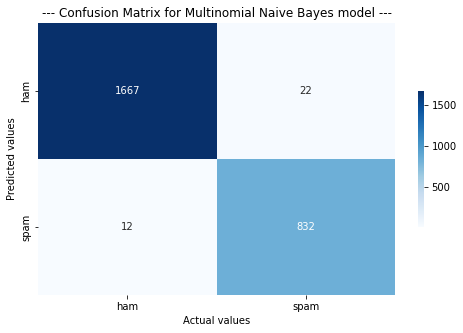 --- Confusion Matrix for Multinomial Naive Bayes model ---
Predicted values
ham
1667
22
spam
12
832
ham
spam
Actual values
1500
1000
500